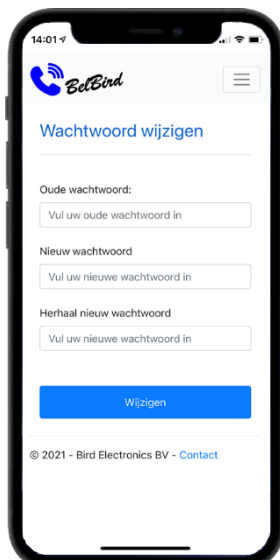 14:01
BelBird
Wachtwoord wijzigen
Oude wachtwoord:
Vul uw oude wachtwoord in
Nieuw wachtwoord
Vul uw nieuwe wachtwoord in
Herhaal nieuw wachtwoord
Vul uw nieuwe wachtwoord in
Wijzigen
© 2021 - Bird Electronics BV - Contact